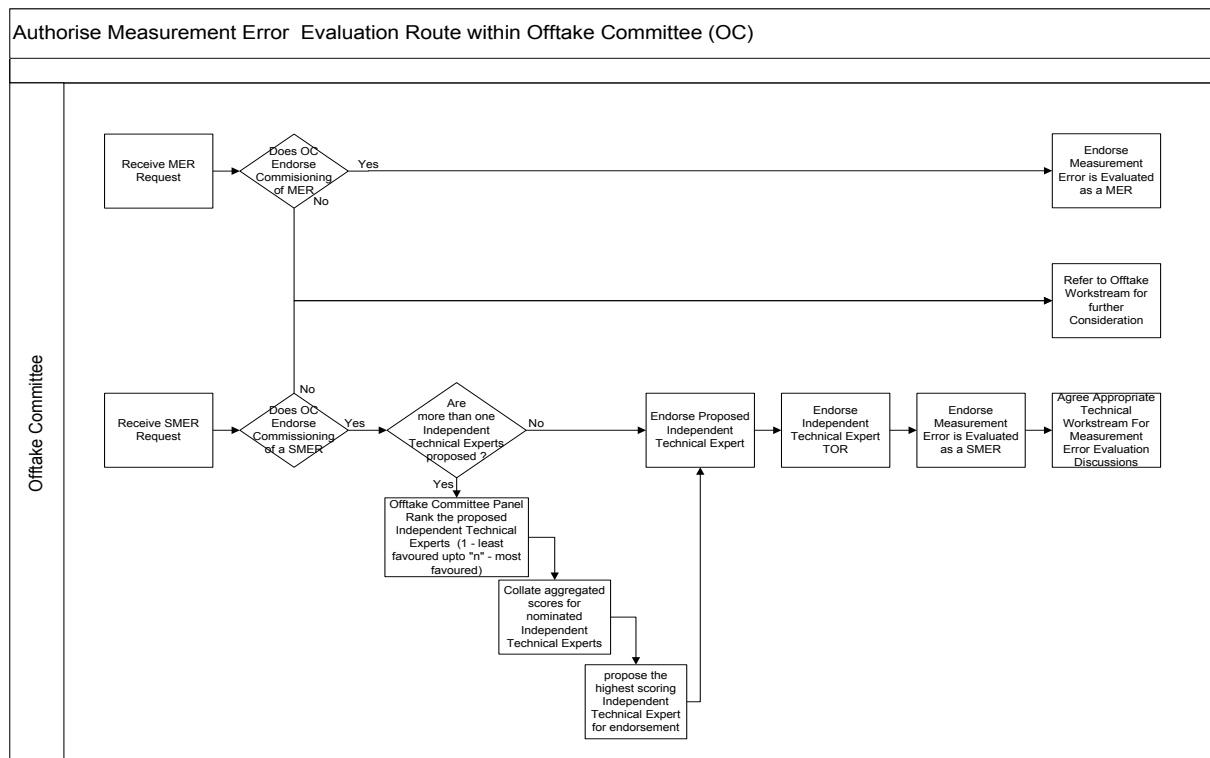 Authorise Measurement Error Evaluation Route within Offtake Committee (OC)
Offtake Committee
Receive MER
Request
Does OC
Endorse
Commisioning
of MER
Yes
No
Endorse
Measurement
Error is Evaluated
as a MER
Refer to Offtake
Workstream for
further
Consideration
Receive SMER
Request
No
Does OC
Endorse
Commissioning
of a SMER
Yes
Are
more than one
Independent
Technical Experts
proposed ?
No
Yes
Endorse Proposed
Independent
Technical Expert
Endorse
Independent
Technical Expert
TOR
Endorse
Measurement
Error is Evaluated
as a SMER
Agree Appropriate
Technical
Workstream For
Measurement
Error Evaluation
Discussions
Offtake Committee Panel
Rank the proposed
Independent Technical
Experts (1 - least
favoured upto "n" - most
favoured)
Collate aggregated
scores for
nominated
Independent
Technical Experts
propose the
highest scoring
Independent
Technical Expert
for endorsement